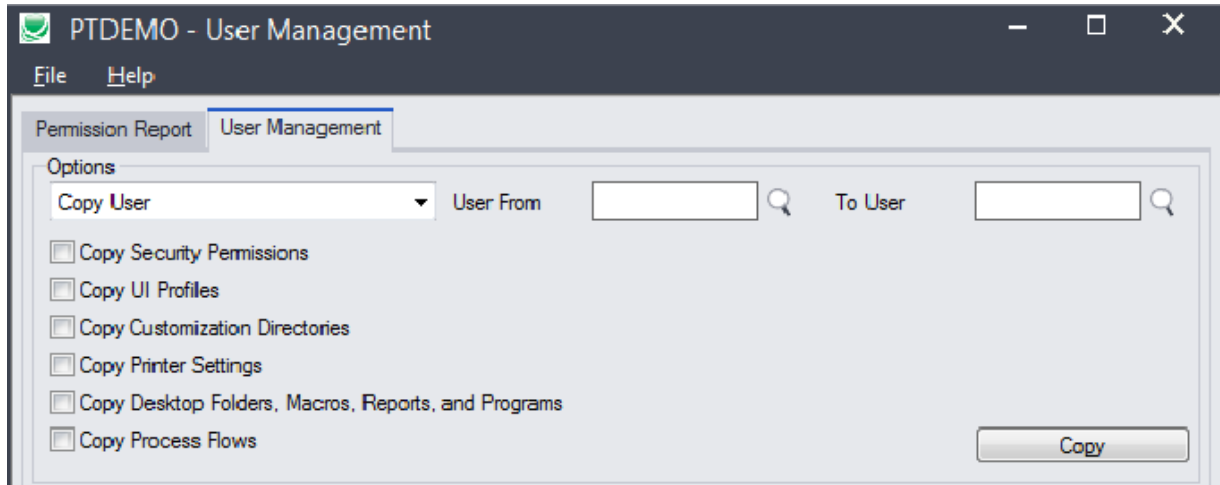 PTDEMO - User Management
File Help
Permission Report User Management
Options
Copy User User From To User
Copy Security Permissions
Copy UI Profiles
Copy Customization Directories
Copy Printer Settings
Copy Desktop Folders, Macros, Reports, and Programs
Copy Process Flows
Copy